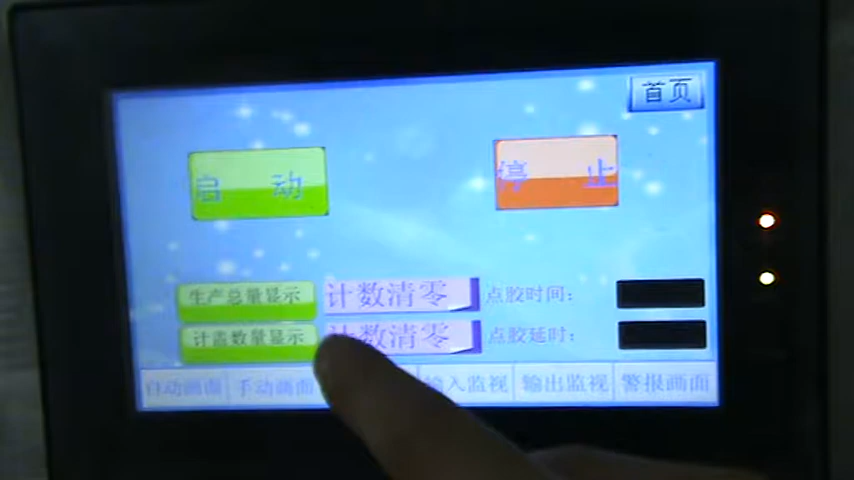 首页
启 动
停 止
生产总量显示 计数清零 点胶时间:
计盖数量显示 计数清零 点胶延时:
自动画面 手动画面 输入监视 输出监视 警报画面